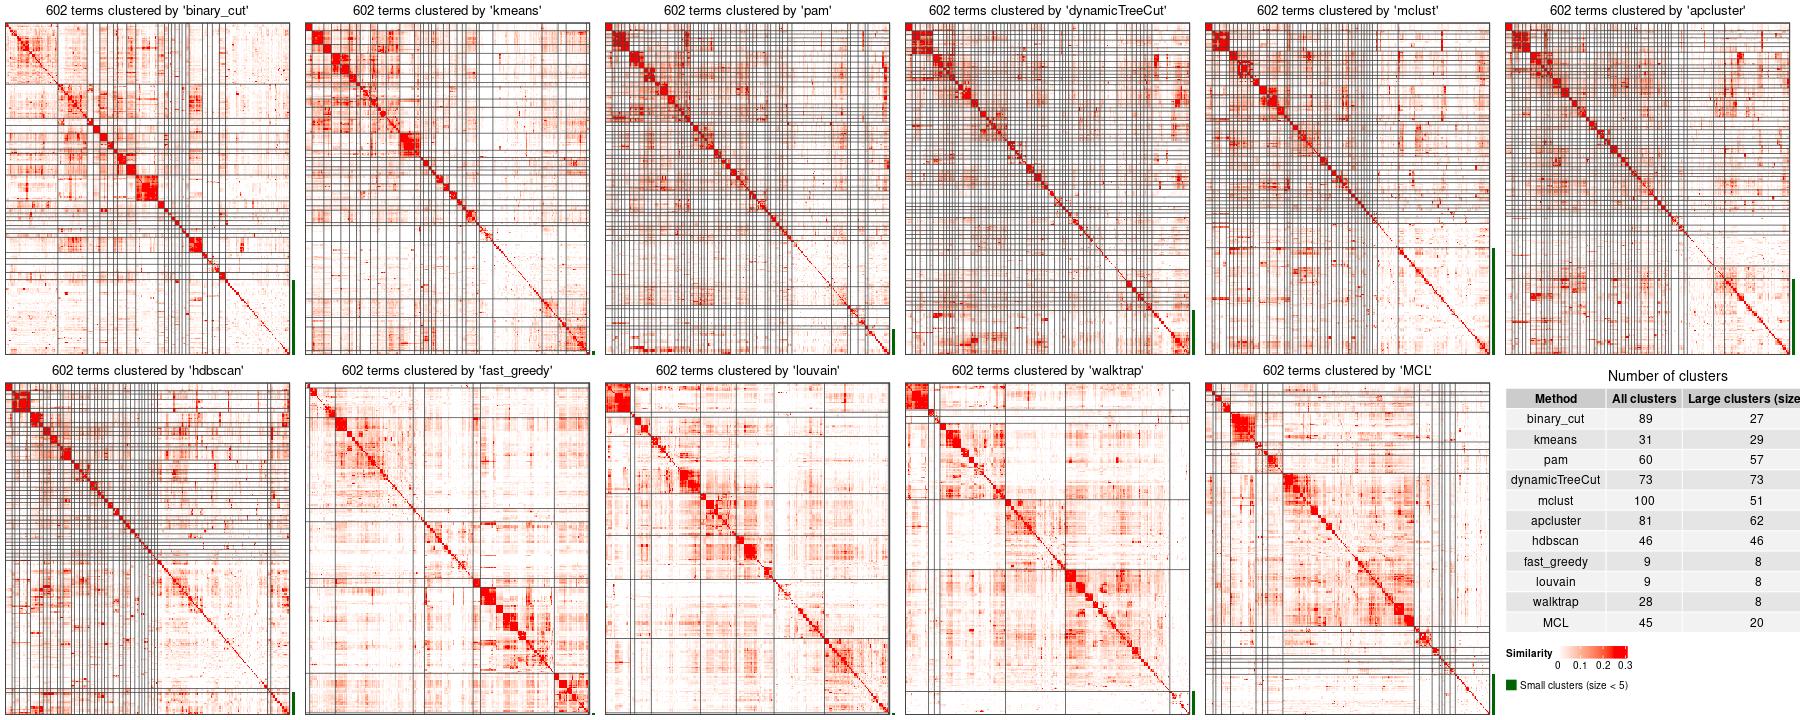 602 terms clustered by 'binary_cut'
602 terms clustered by 'kmeans'
602 terms clustered by 'pam'
602 terms clustered by 'dynamicTreeCut'
602 terms clustered by 'mclust'
602 terms clustered by 'apcluster'
602 terms clustered by 'hdbscan'
602 terms clustered by 'fast_greedy'
602 terms clustered by 'louvain'
602 terms clustered by 'walktrap'
602 terms clustered by 'MCL'
Number of clusters
Method All clusters Large clusters (size
binary_cut 89 27
kmeans 31 29
pam 60 57
dynamicTreeCut 73 73
mclust 100 51
apcluster 81 62
hdbscan 46 46
fast_greedy 9 8
louvain 9 8
walktrap 28 8
MCL 45 20
Similarity
0 0.1 0.2 0.3
Small clusters (size < 5)